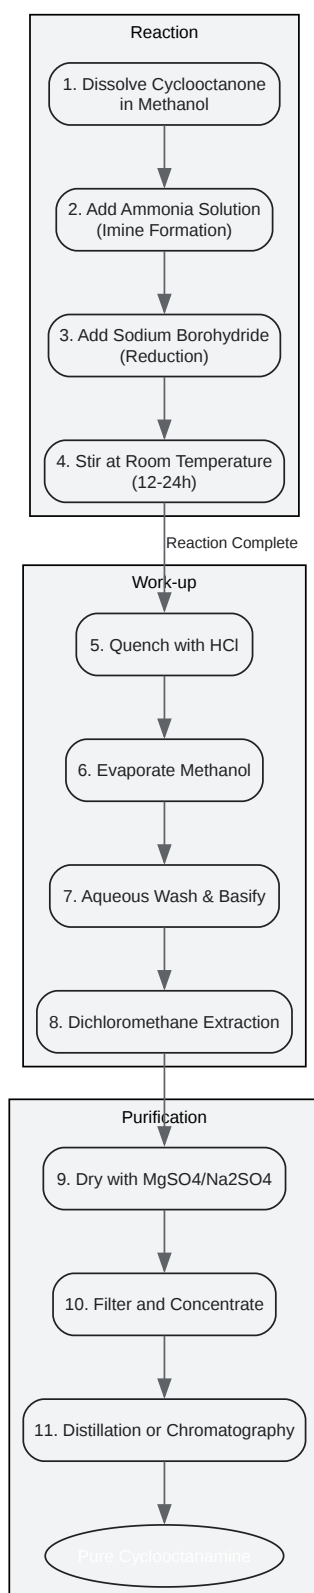 Reaction
1. Dissolve Cyclooctanone
in Methanol
2. Add Ammonia Solution
(Imine Formation)
3. Add Sodium Borohydride
(Reduction)
4. Stir at Room Temperature
(12-24h)
Reaction Complete
Work-up
5. Quench with HCl
6. Evaporate Methanol
7. Aqueous Wash & Basify
8. Dichloromethane Extraction
Purification
9. Dry with MgSO4/Na2SO4
10. Filter and Concentrate
11. Distillation or Chromatography
Pure Cyclooctanamine